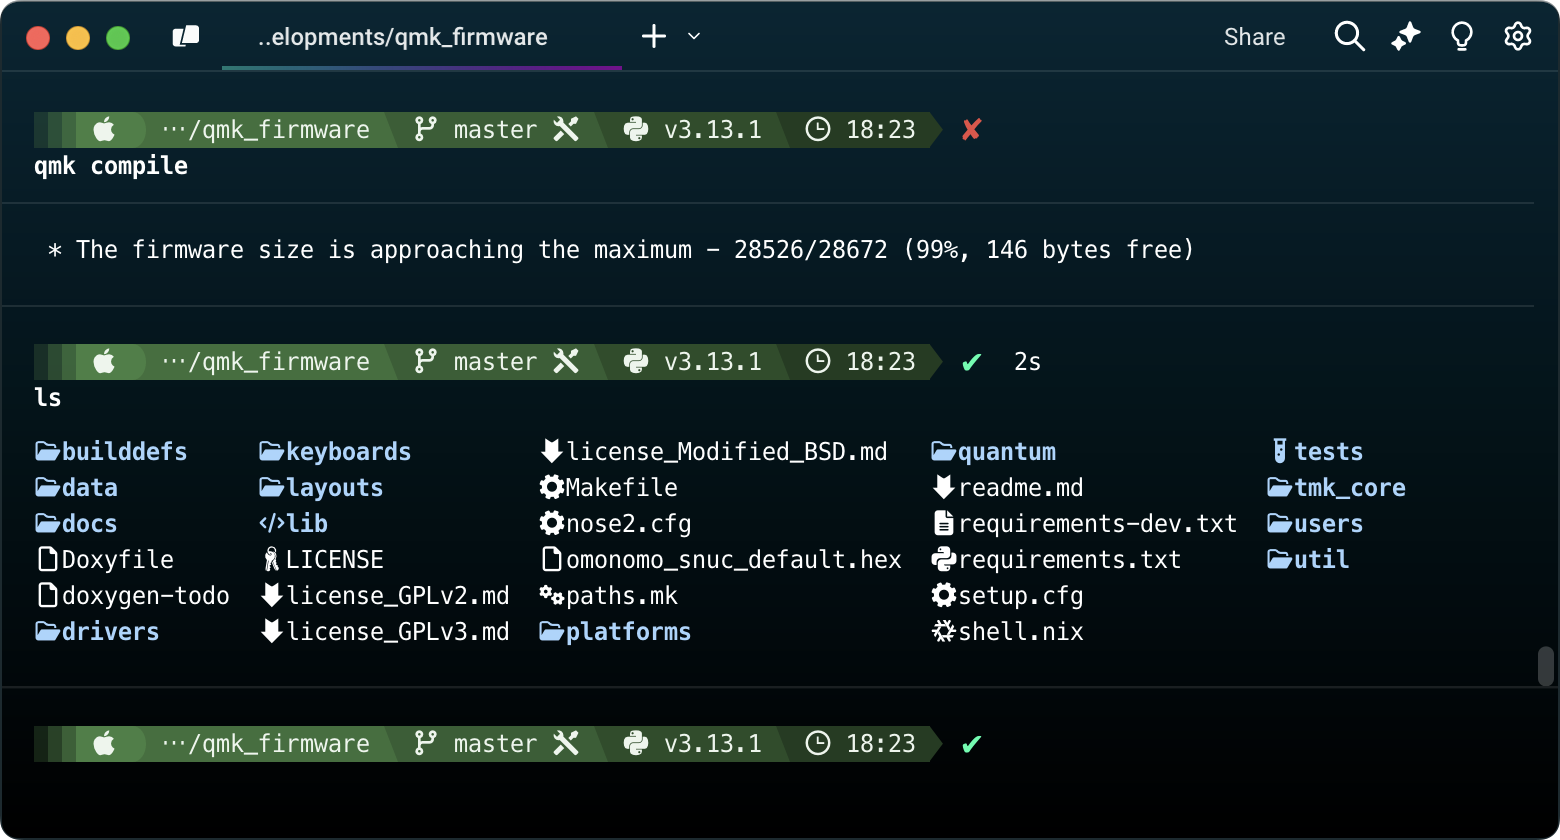 ..elopments/qmk_firmware
Share
···/qmk_firmware master v3.13.1 18:23 ✘
qmk compile
* The firmware size is approaching the maximum - 28526/28672 (99%, 146 bytes free)
···/qmk_firmware master v3.13.1 18:23 ✔ 2s
ls
builddefs keyboards license_Modified_BSD.md quantum tests
data layouts Makefile readme.md tmk_core
docs lib nose2.cfg requirements-dev.txt users
Doxyfile LICENSE omonomo_snuc_default.hex requirements.txt util
doxygen-todo license_GPLv2.md paths.mk setup.cfg
drivers license_GPLv3.md platforms shell.nix
···/qmk_firmware master v3.13.1 18:23 ✔